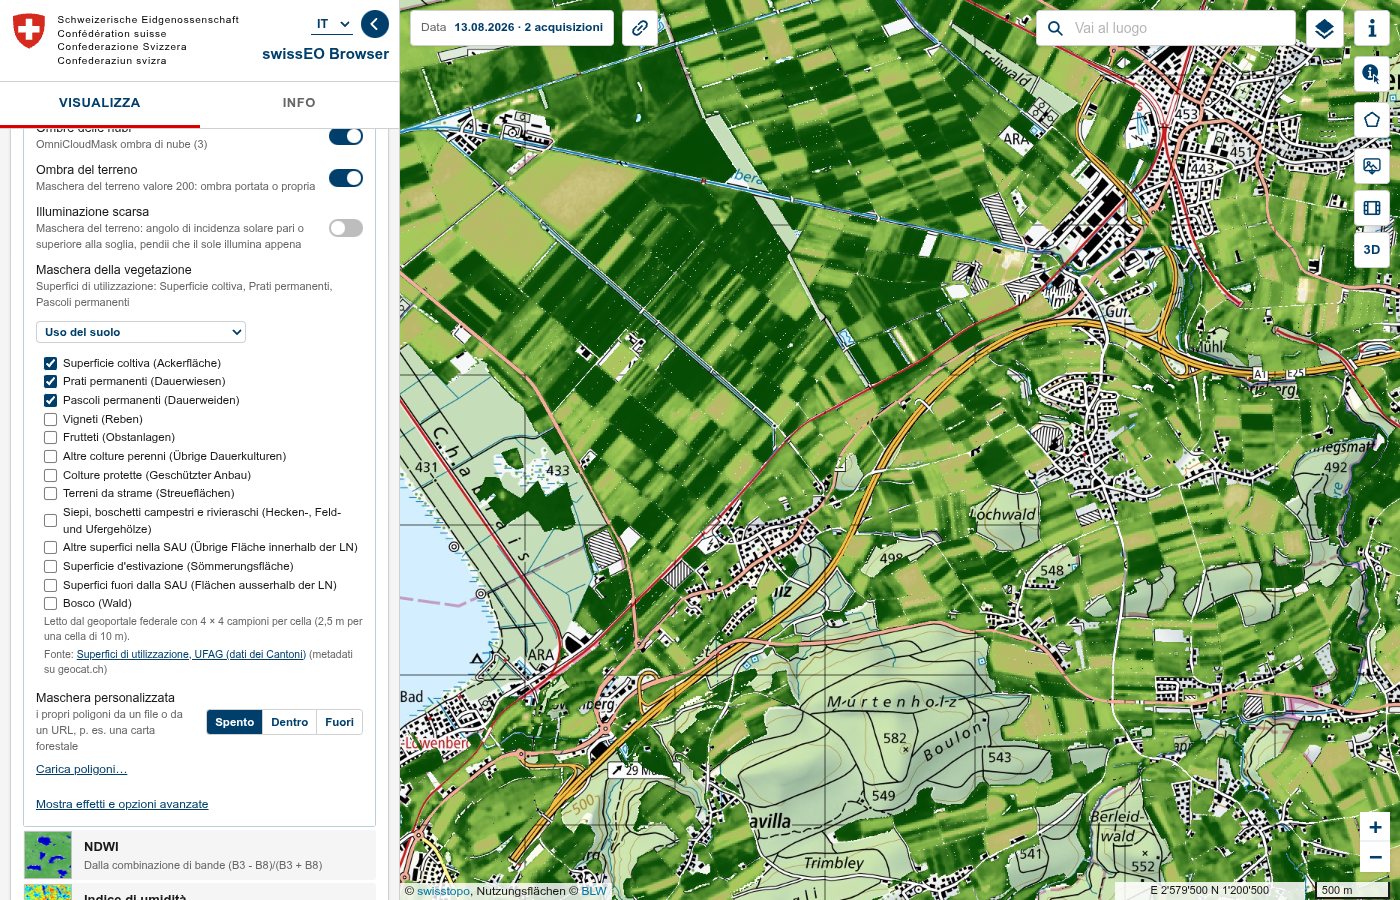 Schweizerische Eidgenossenschaft
Confédération suisse
Confederazione Svizzera
Confederaziun svizra
IT
swissEO Browser
VISUALIZZA
INFO
Ombre delle nubi
OmniCloudMask ombra di nube (3)
Ombra del terreno
Maschera del terreno valore 200: ombra portata o propria
Illuminazione scarsa
Maschera del terreno: angolo di incidenza solare pari o
superiore alla soglia, pendii che il sole illumina appena
Maschera della vegetazione
Superfici di utilizzazione: Superficie coltiva, Prati permanenti,
Pascoli permanenti
Uso del suolo
Superficie coltiva (Ackerfläche)
Prati permanenti (Dauerwiesen)
Pascoli permanenti (Dauerweiden)
Vigneti (Reben)
Frutteti (Obstanlagen)
Altre colture perenni (Übrige Dauerkulturen)
Colture protette (Geschützter Anbau)
Terreni da strame (Streueflächen)
Siepi, boschetti campestri e rivieraschi (Hecken-, Feld-
und Ufergehölze)
Altre superfici nella SAU (Übrige Fläche innerhalb der LN)
Superficie d'estivazione (Sömmerungsfläche)
Superfici fuori dalla SAU (Flächen ausserhalb der LN)
Bosco (Wald)
Letto dal geoportale federale con 4 × 4 campioni per cella (2,5 m per
una cella di 10 m).
Fonte: Superfici di utilizzazione, UFAG (dati dei Cantoni) (metadati
su geocat.ch)
Maschera personalizzata
i propri poligoni da un file o da
un URL, p. es. una carta
forestale
Spento
Dentro
Fuori
Carica poligoni…
Mostra effetti e opzioni avanzate
NDWI
Dalla combinazione di bande (B3 - B8)/(B3 + B8)
Indice di umidità
Data 13.08.2026 · 2 acquisizioni
Vai al luogo
3D
453
ARA
451
443
Gur
A1
E25
492
431
433
Chablais
Lochwald
498
548
ARA
Bad
Löwenberg
Murtenholz
582
Boulon
543
549
500
Berleid-
wald
541
552
Trimbley
+
−
© swisstopo, Nutzungsflächen © BLW
E 2'579'500 N 1'200'500
500 m